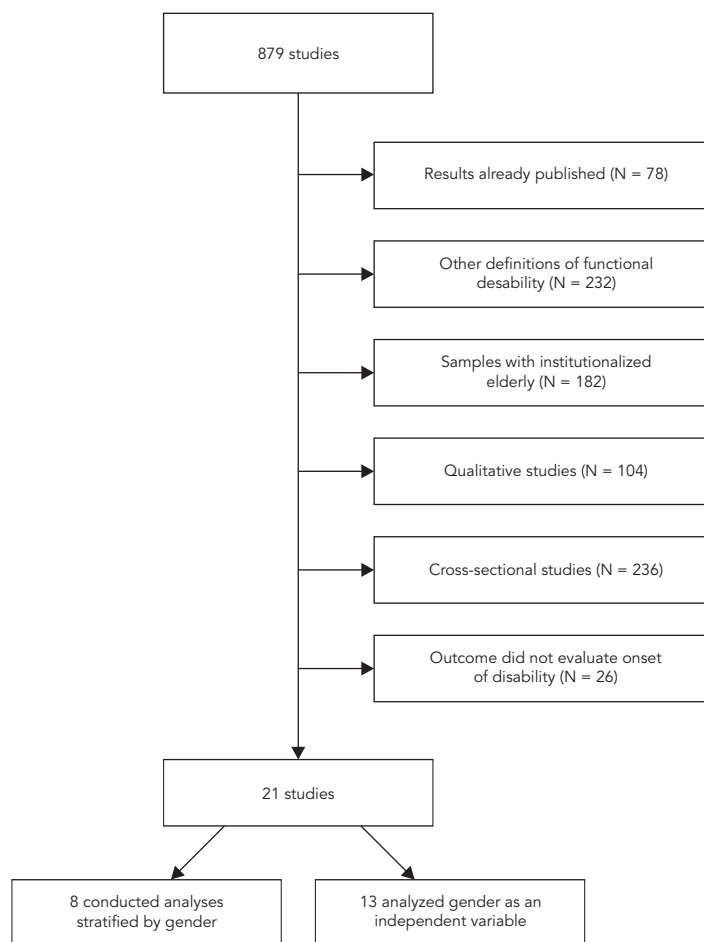 879 studies
Results already published (N = 78)
Other definitions of functional
desability (N = 232)
Samples with institutionalized
elderly (N = 182)
Qualitative studies (N = 104)
Cross-sectional studies (N = 236)
Outcome did not evaluate onset
of disability (N = 26)
21 studies
8 conducted analyses
stratified by gender
13 analyzed gender as an
independent variable